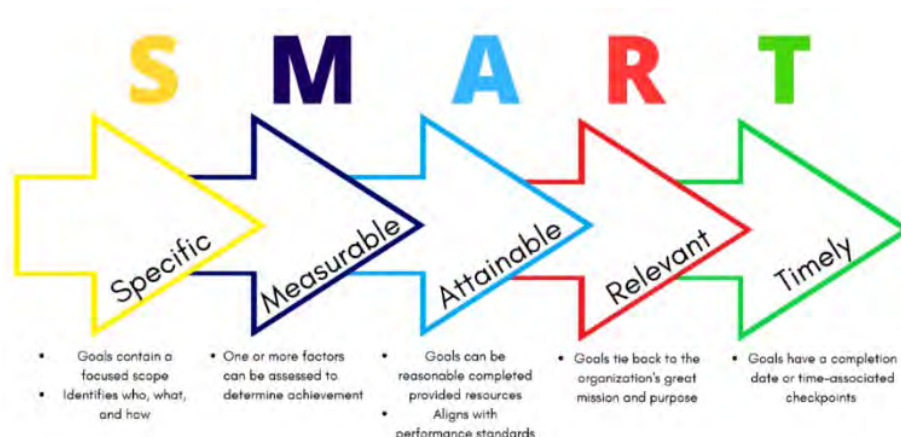 S M A R T
Specific
Measurable
Attainable
Relevant
Timely
• Goals contain a
focused scope
• Identifies who, what,
and how
• One or more factors
can be assessed to
determine achievement
• Goals can be
reasonable completed
provided resources
• Aligns with
performance standards
• Goals tie back to the
organization's great
mission and purpose
• Goals have a completion
date or time-associated
checkpoints